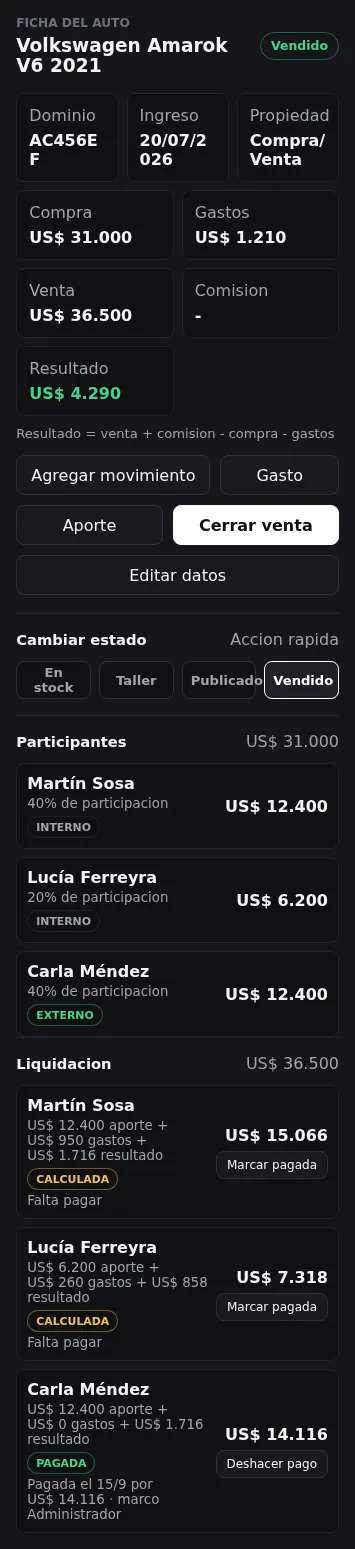 FICHA DEL AUTO
Volkswagen Amarok
V6 2021
Vendido
Dominio
AC456E
F
Ingreso
20/07/2
026
Propiedad
Compra/
Venta
Compra
US$ 31.000
Gastos
US$ 1.210
Venta
US$ 36.500
Comision
-
Resultado
US$ 4.290
Resultado = venta + comision - compra - gastos
Agregar movimiento
Gasto
Aporte
Cerrar venta
Editar datos
Cambiar estado
Accion rapida
En
stock
Taller
Publicado
Vendido
Participantes
US$ 31.000
Martín Sosa
40% de participacion
INTERNO
US$ 12.400
Lucía Ferreyra
20% de participacion
INTERNO
US$ 6.200
Carla Méndez
40% de participacion
EXTERNO
US$ 12.400
Liquidacion
US$ 36.500
Martín Sosa
US$ 12.400 aporte +
US$ 950 gastos +
US$ 1.716 resultado
CALCULADA
Falta pagar
US$ 15.066
Marcar pagada
Lucía Ferreyra
US$ 6.200 aporte +
US$ 260 gastos + US$ 858
resultado
CALCULADA
Falta pagar
US$ 7.318
Marcar pagada
Carla Méndez
US$ 12.400 aporte +
US$ 0 gastos + US$ 1.716
resultado
PAGADA
Pagada el 15/9 por
US$ 14.116 · marco
Administrador
US$ 14.116
Deshacer pago